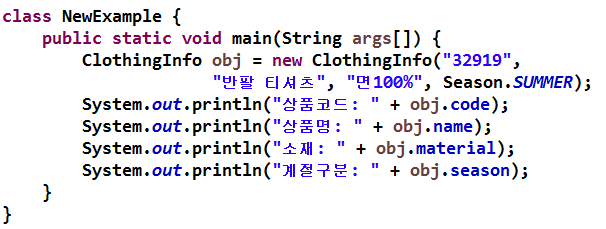 class NewExample {
public static void main(String args[]) {
ClothingInfo obj = new ClothingInfo("32919",
"반팔 티셔츠", "면100%", Season.SUMMER);
System.out.println("상품코드: " + obj.code);
System.out.println("상품명: " + obj.name);
System.out.println("소재: " + obj.material);
System.out.println("계절구분: " + obj.season);
}
}